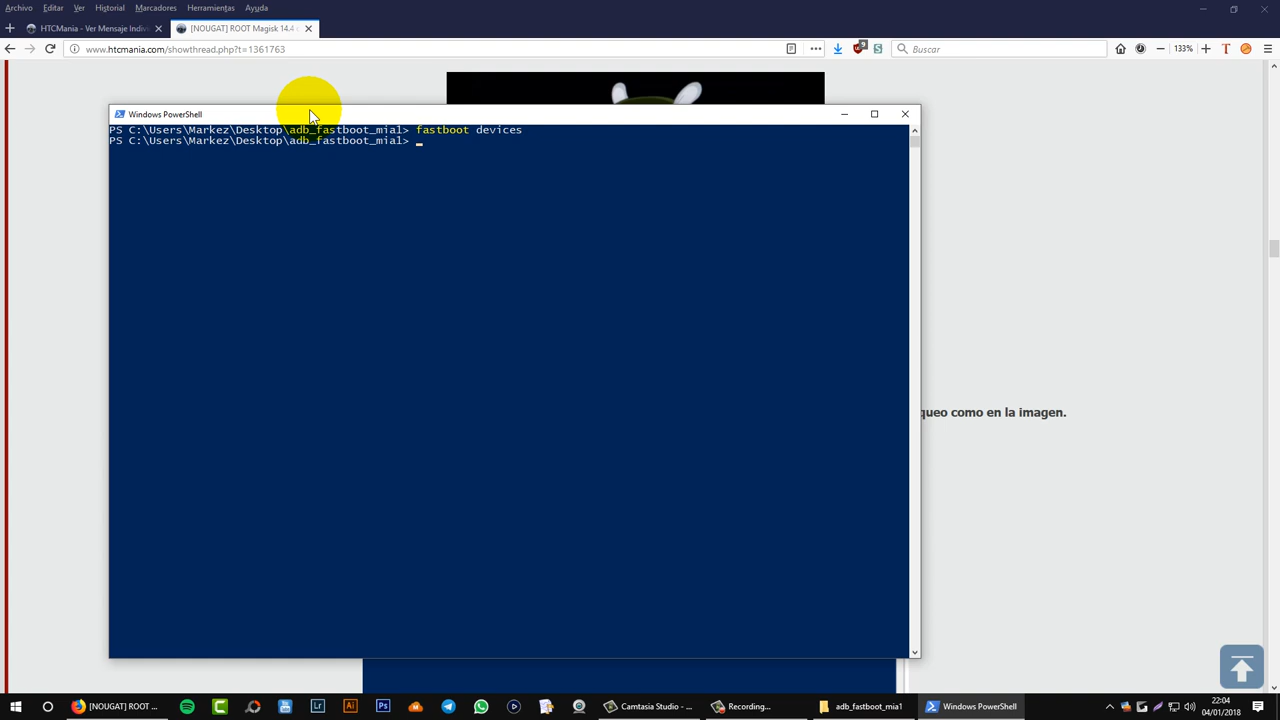 Archivo Editar Ver Historial Marcadores Herramientas Ayuda
HTCMania - Ver Mensaje Indiv
[NOUGAT] ROOT Magisk 14.4
www.htcmania.com/showthread.php?t=1361763
133%
Buscar
9
Windows PowerShell
PS C:\Users\Markez\Desktop\adb_fastboot_mia1> fastboot devices
PS C:\Users\Markez\Desktop\adb_fastboot_mia1>
queo como en la imagen.
[NOUGAT] ROOT ...
Camtasia Studio - ...
Recording...
adb_fastboot_mia1
Windows PowerShell
22:04
04/01/2018